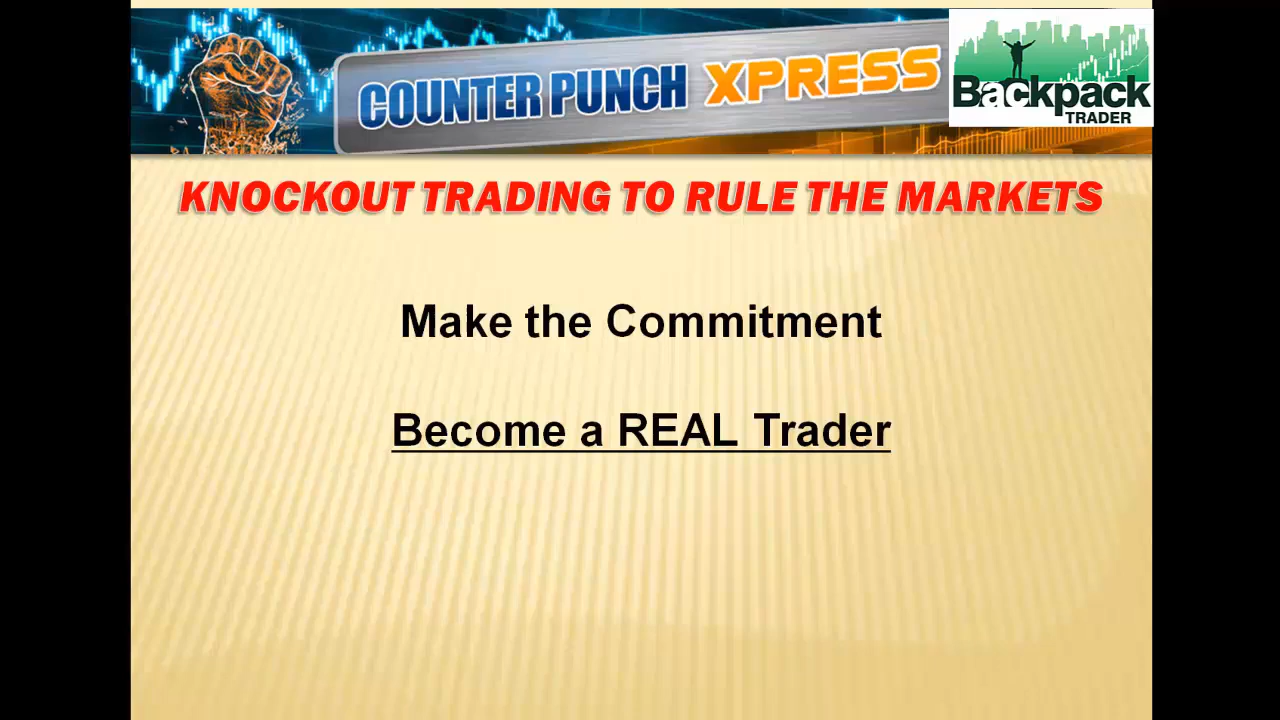 COUNTER PUNCH XPRESS
Backpack
TRADER
KNOCKOUT TRADING TO RULE THE MARKETS
Make the Commitment
Become a REAL Trader